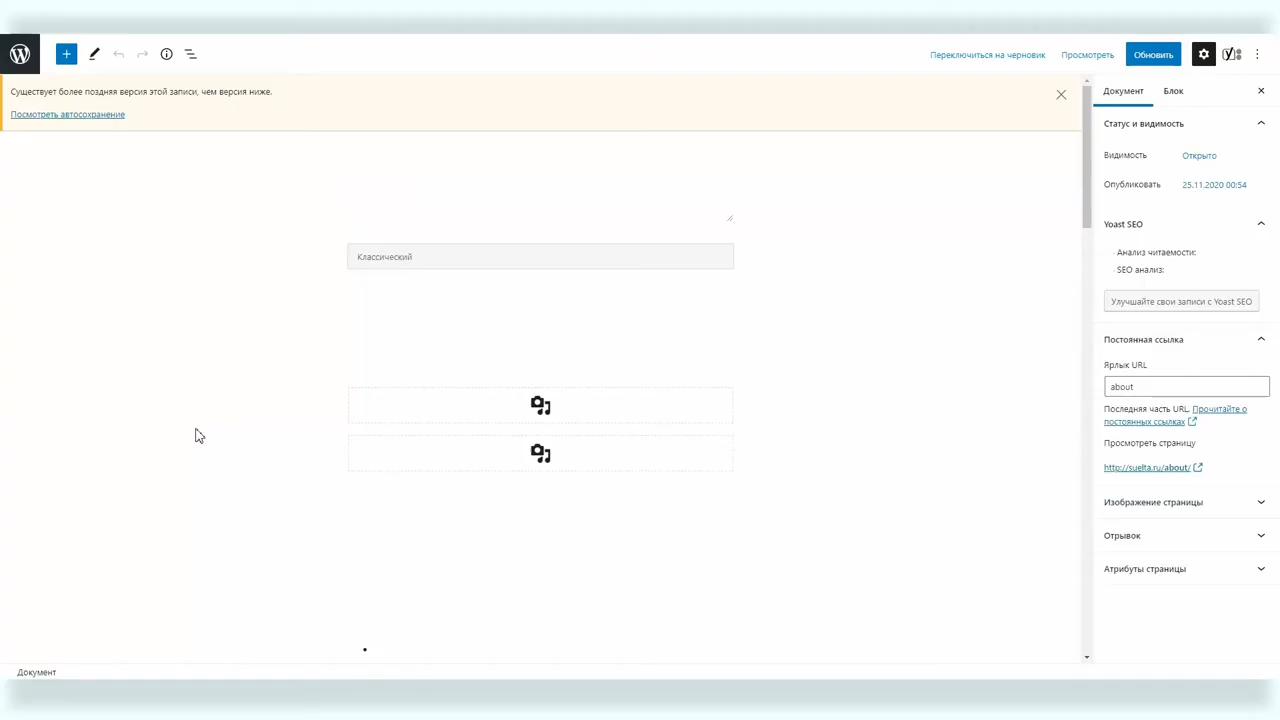 Переключиться на черновик
Просмотреть
Обновить
Существует более поздняя версия этой записи, чем версия ниже.
Посмотреть автосохранение
Документ
Блок
Статус и видимость
Видимость
Открыто
Опубликовать
25.11.2020 00:54
Yoast SEO
Анализ читаемости:
SEO анализ:
Улучшайте свои записи с Yoast SEO
Классический
Постоянная ссылка
Ярлык URL
about
Последняя часть URL. Прочитайте о
постоянных ссылках
Просмотреть страницу
http://suelta.ru/about/
Изображение страницы
Отрывок
Атрибуты страницы
Документ